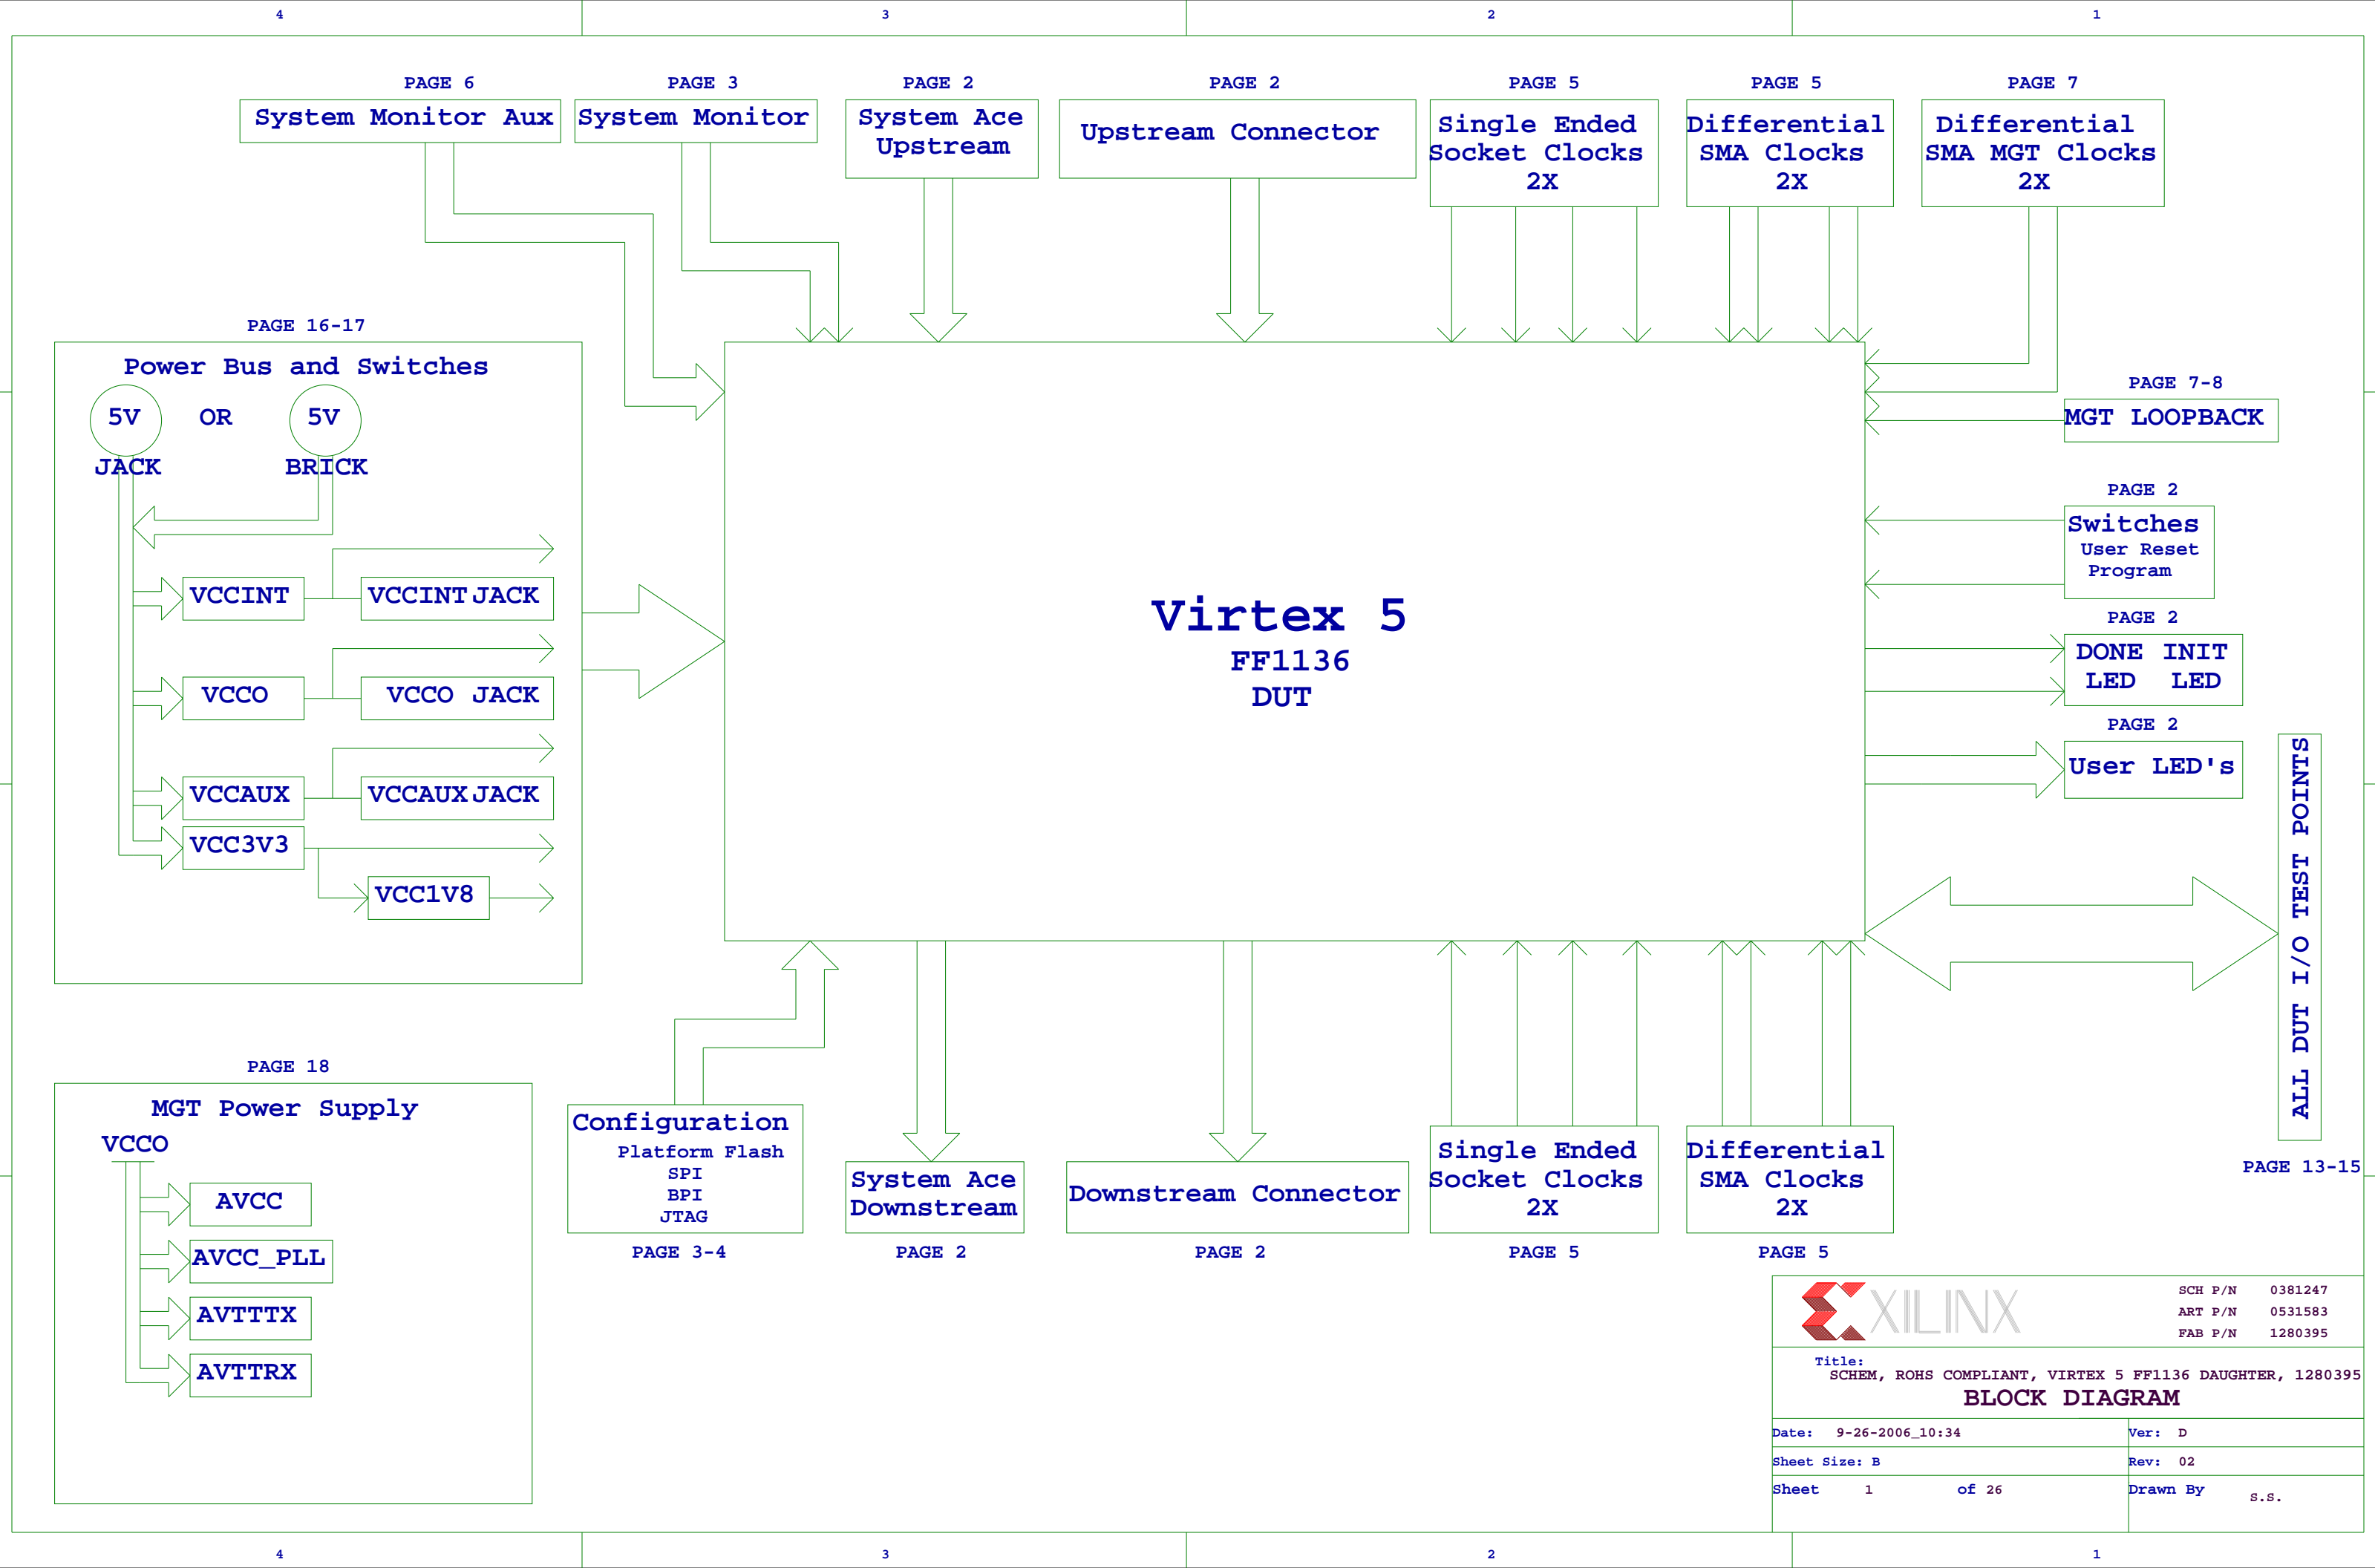 4 3 2 1
PAGE 6
System Monitor Aux
PAGE 3
System Monitor
PAGE 2
System Ace
Upstream
PAGE 2
Upstream Connector
PAGE 5
Single Ended
Socket Clocks
2X
PAGE 5
Differential
SMA Clocks
2X
PAGE 7
Differential
SMA MGT Clocks
2X
PAGE 16-17
Power Bus and Switches
5V OR 5V
JACK BRICK
VCCINT VCCINT JACK
VCCO VCCO JACK
VCCAUX VCCAUX JACK
VCC3V3
VCC1V8
Virtex 5
FF1136
DUT
PAGE 7-8
MGT LOOPBACK
PAGE 2
Switches
User Reset
Program
PAGE 2
DONE INIT
LED LED
PAGE 2
User LED's
ALL DUT I/O TEST POINTS
PAGE 13-15
PAGE 18
MGT Power Supply
VCCO
AVCC
AVCC_PLL
AVTTTX
AVTTRX
Configuration
Platform Flash
SPI
BPI
JTAG
PAGE 3-4
System Ace
Downstream
PAGE 2
Downstream Connector
PAGE 2
Single Ended
Socket Clocks
2X
PAGE 5
Differential
SMA Clocks
2X
PAGE 5
XILINX
SCH P/N 0381247
ART P/N 0531583
FAB P/N 1280395
Title:
SCHEM, ROHS COMPLIANT, VIRTEX 5 FF1136 DAUGHTER, 1280395
BLOCK DIAGRAM
Date: 9-26-2006_10:34 Ver: D
Sheet Size: B Rev: 02
Sheet 1 of 26 Drawn By S.S.
4 3 2 1